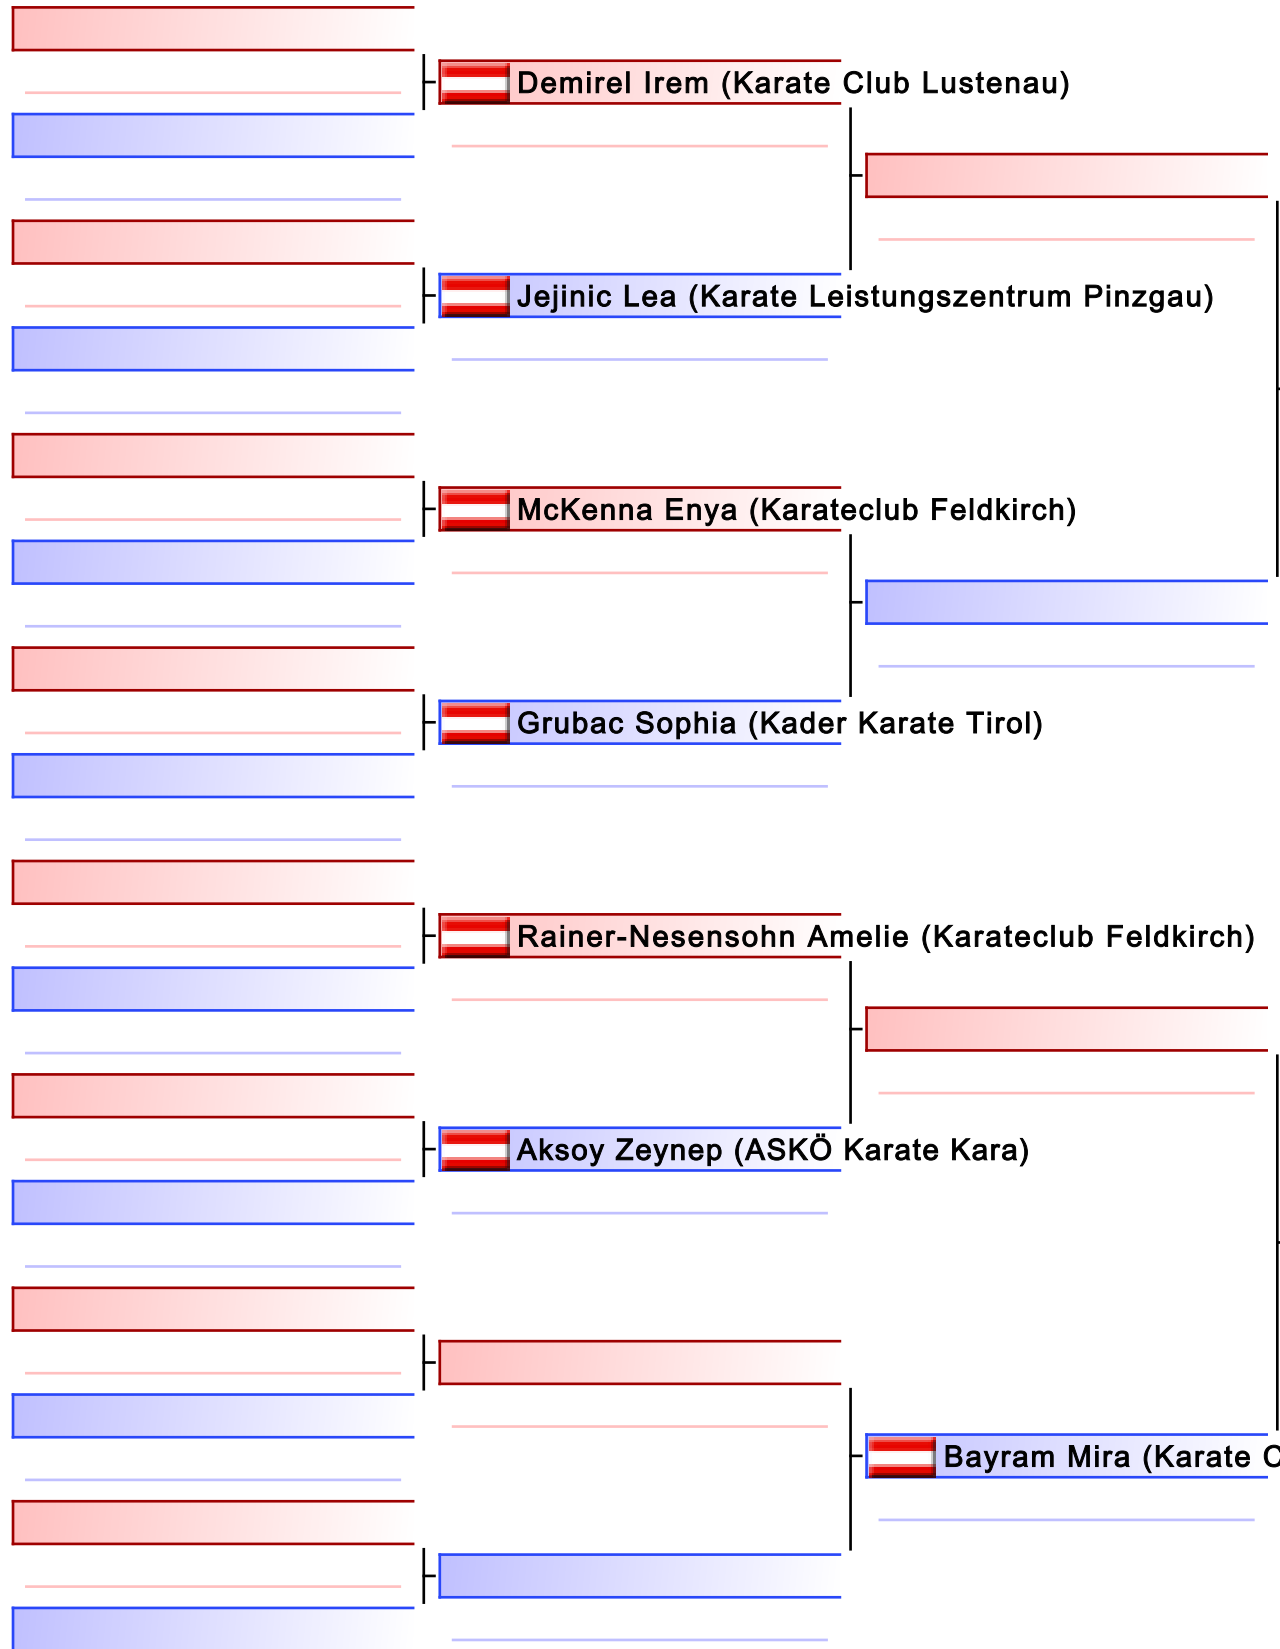 Demirel Irem (Karate Club Lustenau)
Jejinic Lea (Karate Leistungszentrum Pinzgau)
McKenna Enya (Karateclub Feldkirch)
Grubac Sophia (Kader Karate Tirol)
Rainer-Nesensohn Amelie (Karateclub Feldkirch)
Aksoy Zeynep (ASKÖ Karate Kara)
Bayram Mira (Karate